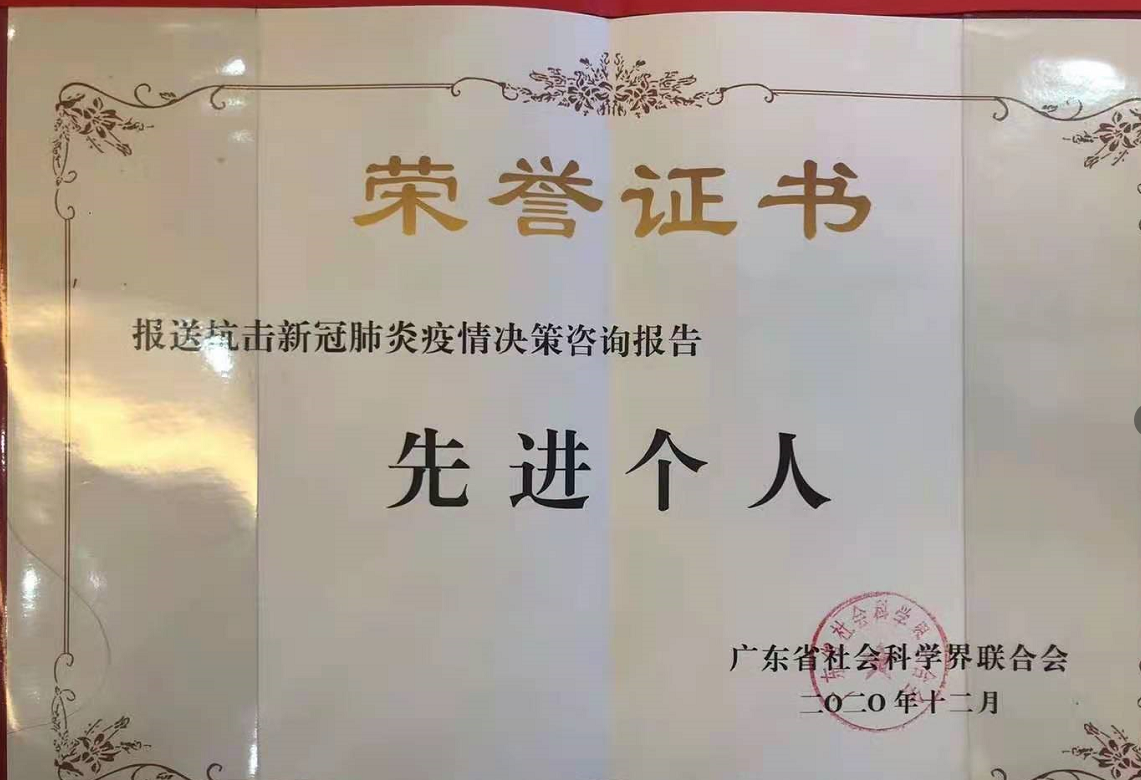 荣誉证书
报送抗击新冠肺炎疫情决策咨询报告
先进个人
广东省社会科学界联合会
二〇二〇年十二月